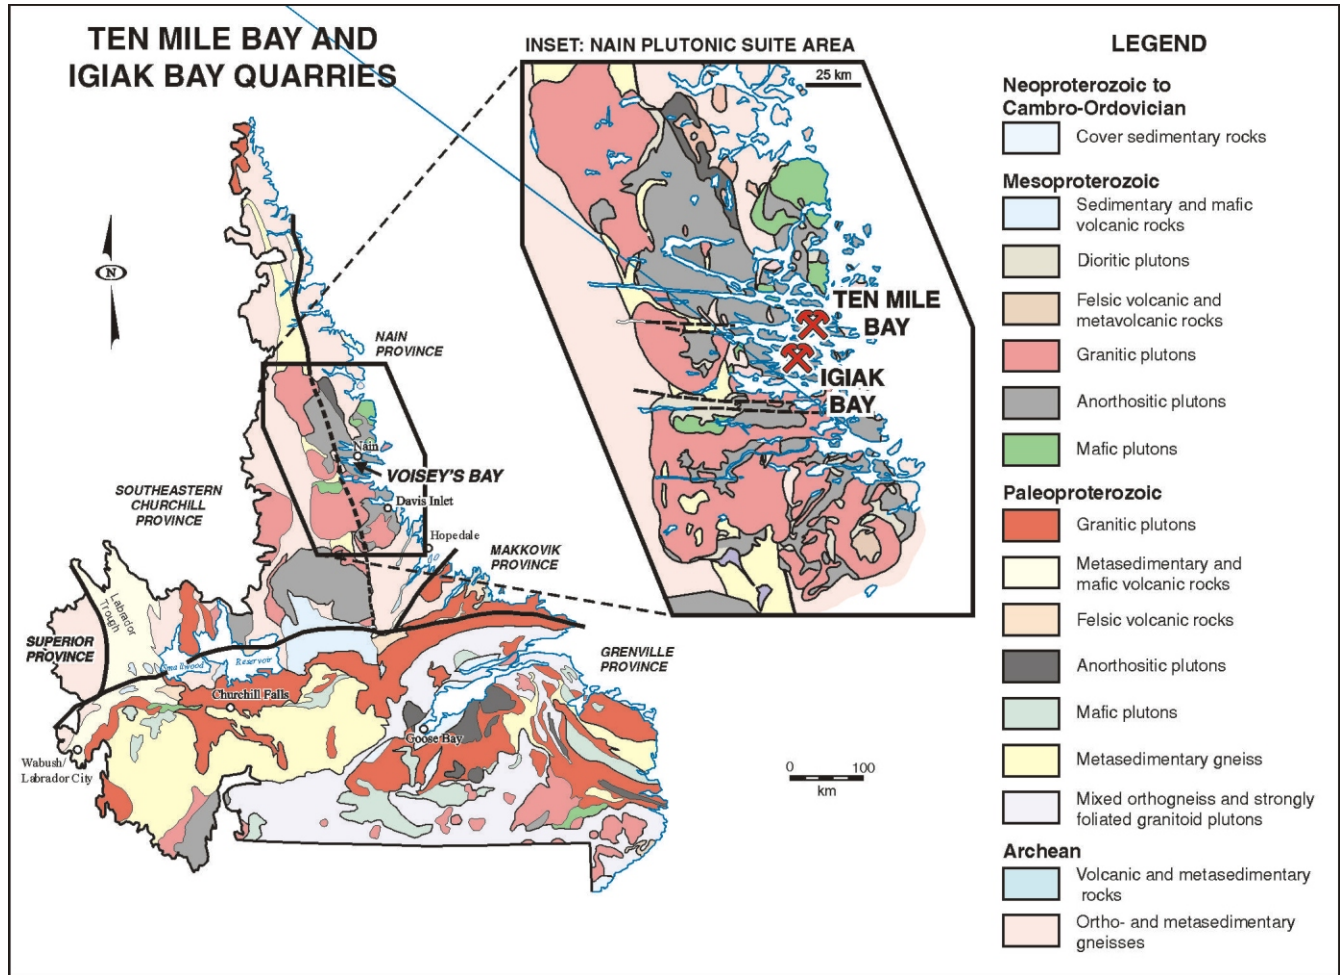 TEN MILE BAY AND
IGIAK BAY QUARRIES
INSET: NAIN PLUTONIC SUITE AREA
25 km
TEN MILE
BAY
IGIAK
BAY
N
NAIN
PROVINCE
Nain
VOISEY'S BAY
SOUTHEASTERN
CHURCHILL
PROVINCE
Davis Inlet
Hopedale
MAKKOVIK
PROVINCE
Labrador
Trough
SUPERIOR
PROVINCE
Smallwood
Reservoir
GRENVILLE
PROVINCE
Churchill Falls
Goose Bay
Wabush/
Labrador City
0 100
km
LEGEND
Neoproterozoic to
Cambro-Ordovician
Cover sedimentary rocks
Mesoproterozoic
Sedimentary and mafic
volcanic rocks
Dioritic plutons
Felsic volcanic and
metavolcanic rocks
Granitic plutons
Anorthositic plutons
Mafic plutons
Paleoproterozoic
Granitic plutons
Metasedimentary and
mafic volcanic rocks
Felsic volcanic rocks
Anorthositic plutons
Mafic plutons
Metasedimentary gneiss
Mixed orthogneiss and strongly
foliated granitoid plutons
Archean
Volcanic and metasedimentary
rocks
Ortho- and metasedimentary
gneisses